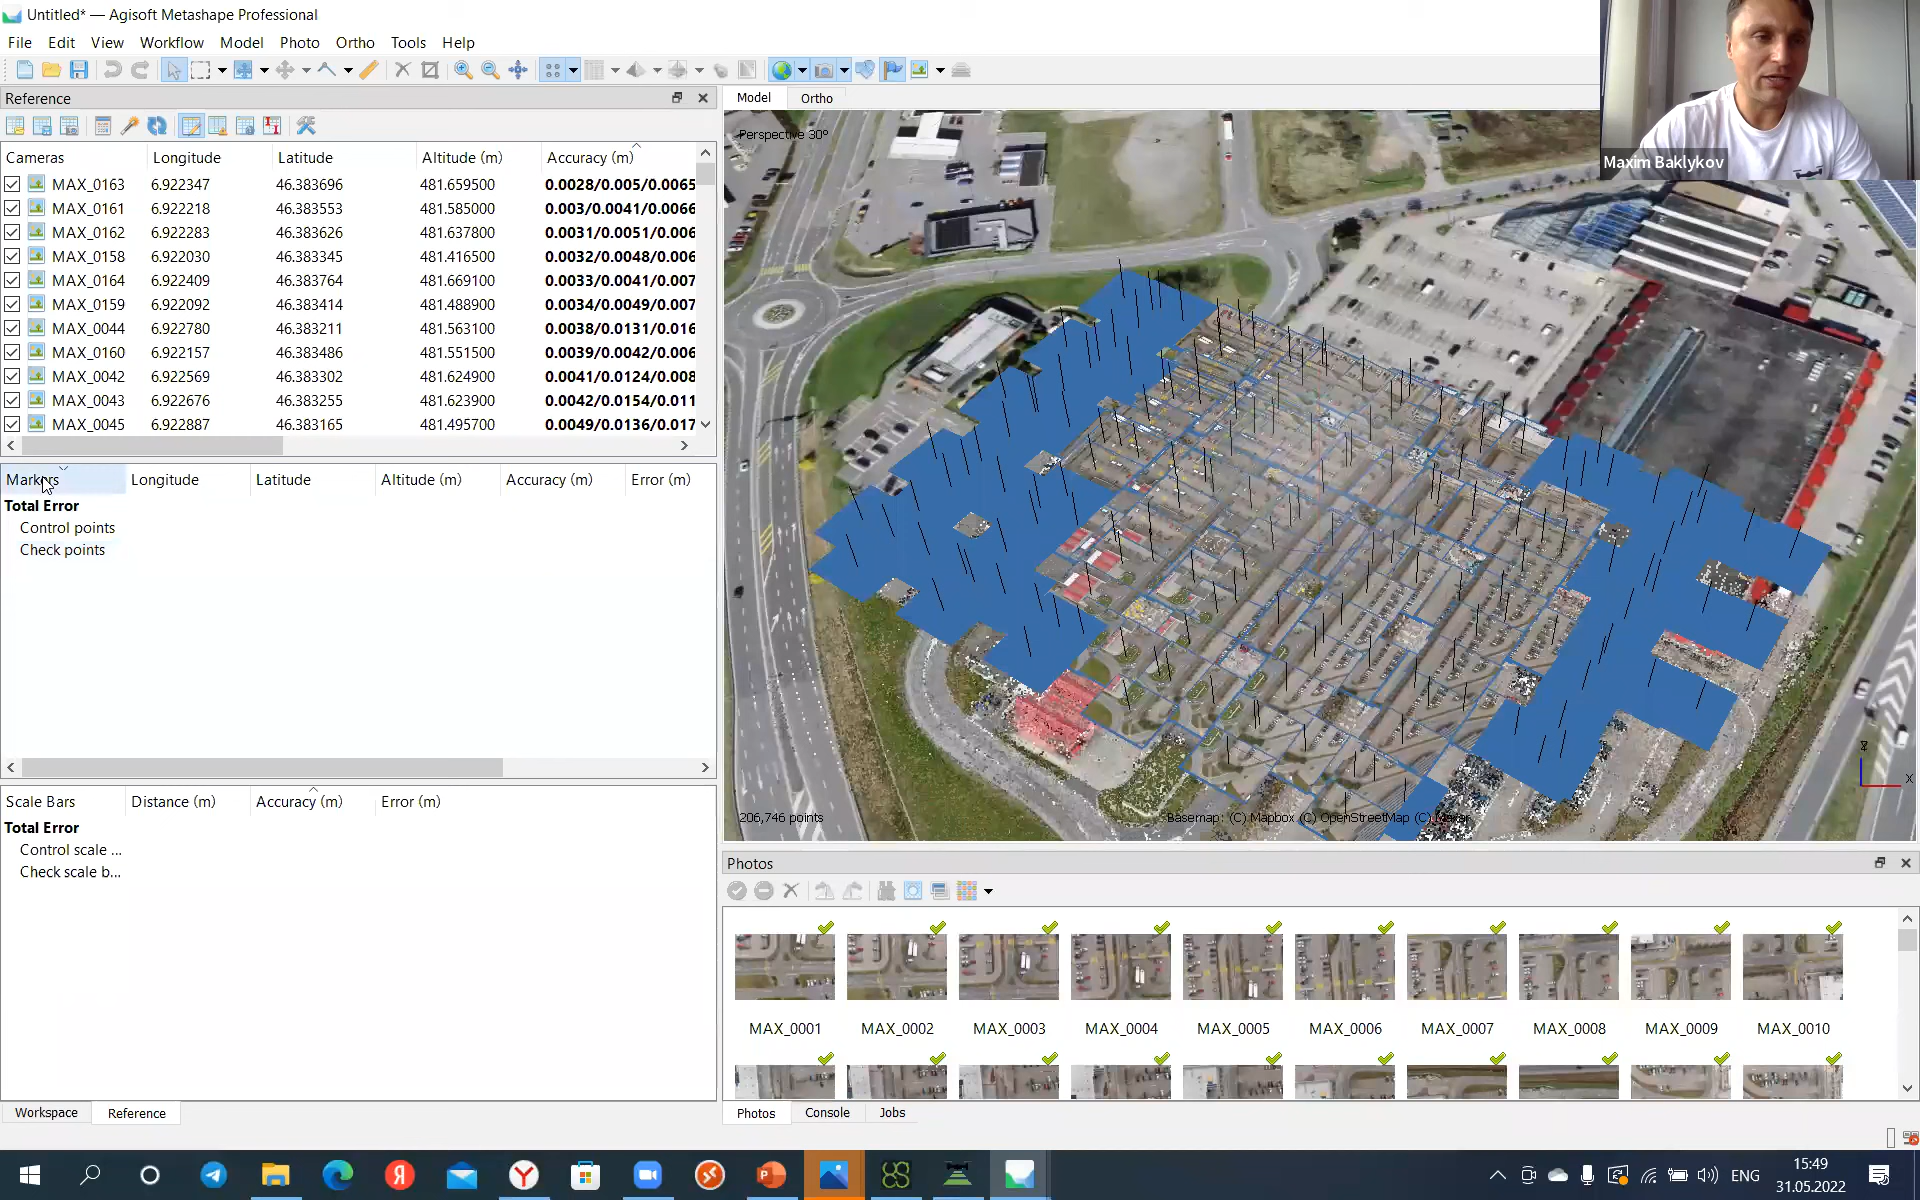 Untitled* — Agisoft Metashape Professional
File Edit View Workflow Model Photo Ortho Tools Help
Reference
Model Ortho
Cameras Longitude Latitude Altitude (m) Accuracy (m)
MAX_0163 6.922347 46.383696 481.659500 0.0028/0.005/0.0065
MAX_0161 6.922218 46.383553 481.585000 0.003/0.0041/0.0066
MAX_0162 6.922283 46.383626 481.637800 0.0031/0.0051/0.006
MAX_0158 6.922030 46.383345 481.416500 0.0032/0.0048/0.006
MAX_0164 6.922409 46.383764 481.669100 0.0033/0.0041/0.007
MAX_0159 6.922092 46.383414 481.488900 0.0034/0.0049/0.007
MAX_0044 6.922780 46.383211 481.563100 0.0038/0.0131/0.016
MAX_0160 6.922157 46.383486 481.551500 0.0039/0.0042/0.006
MAX_0042 6.922569 46.383302 481.624900 0.0041/0.0124/0.008
MAX_0043 6.922676 46.383255 481.623900 0.0042/0.0154/0.011
MAX_0045 6.922887 46.383165 481.495700 0.0049/0.0136/0.017
Markers Longitude Latitude Altitude (m) Accuracy (m) Error (m)
Total Error
Control points
Check points
Scale Bars Distance (m) Accuracy (m) Error (m)
Total Error
Control scale ...
Check scale b...
Workspace Reference
Perspective 30°
Maxim Baklykov
X
206,746 points
Basemap: (C) Mapbox (C) OpenStreetMap (C) Maxar
Photos
MAX_0001 MAX_0002 MAX_0003 MAX_0004 MAX_0005 MAX_0006 MAX_0007 MAX_0008 MAX_0009 MAX_0010
Photos Console Jobs
ENG
15:49
31.05.2022